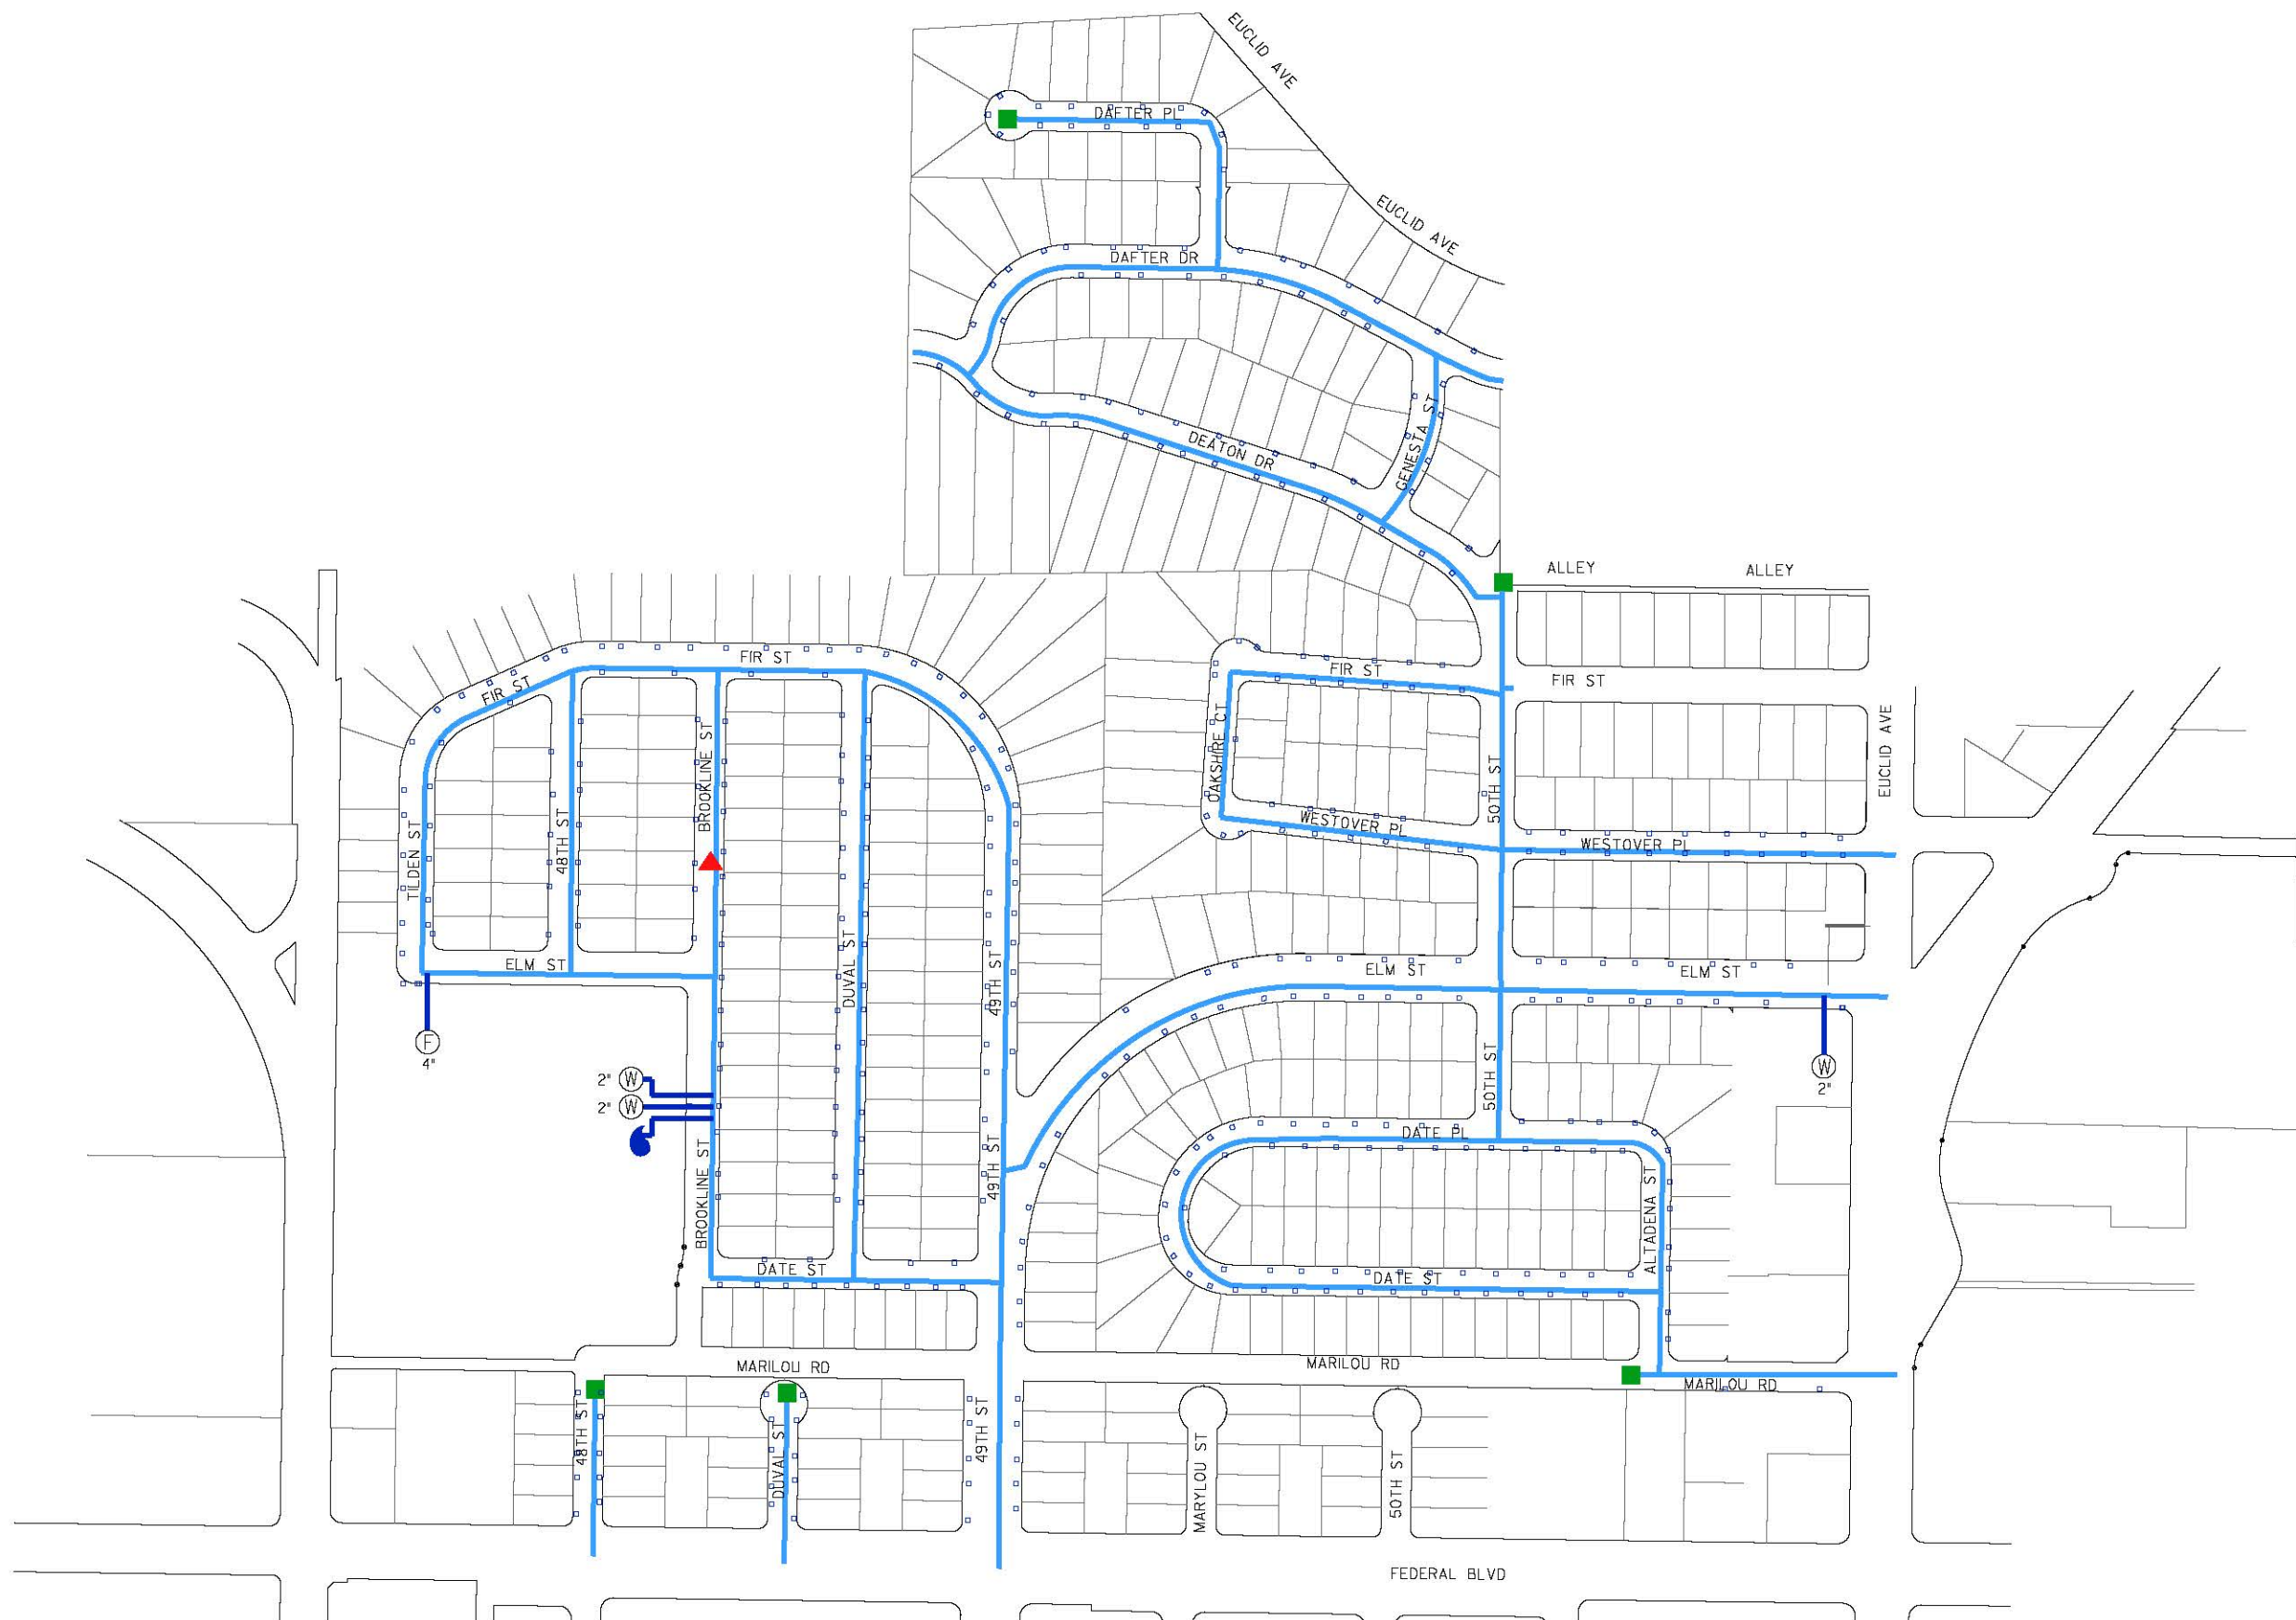 EUCLID AVE
DAFTER PL
EUCLID AVE
DAFTER DR
GENESTA ST
DEATON DR
ALLEY
ALLEY
FIR ST
FIR ST
FIR ST
FIR ST
BROOKLINE ST
OAKSHIRE CT
50TH ST
EUCLID AVE
TILDEN ST
48TH ST
WESTOVER PL
WESTOVER PL
DUVAL ST
49TH ST
ELM ST
ELM ST
ELM ST
F
4"
2" W
2" W
50TH ST
W
2"
BROOKLINE ST
49TH ST
DATE PL
ALTADENA ST
DATE ST
DATE ST
MARILOU RD
MARILOU RD
MARILOU RD
48TH ST
DUVAL ST
49TH ST
MARYLOU ST
50TH ST
FEDERAL BLVD